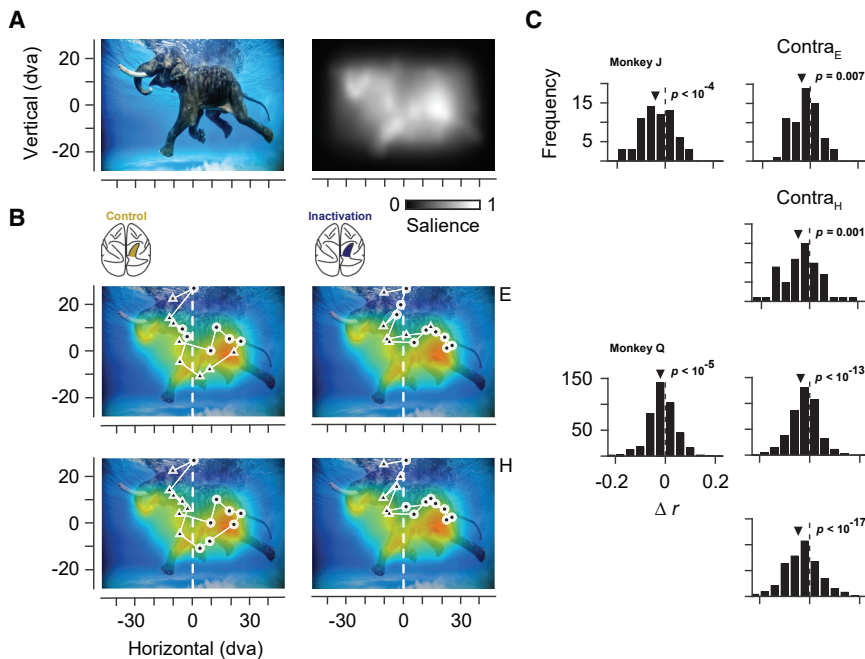 A
C
Vertical (dva)
20
0
-20
0
1
Salience
B
Control
Inactivation
20
0
-20
E
20
0
-20
H
-30
0
30
-30
0
30
Horizontal (dva)
Frequency
Monkey J
Contra_E
15
5
p < 10^-4
p = 0.007
Contra_H
p = 0.001
Monkey Q
150
50
p < 10^-5
p < 10^-13
-0.2
0
0.2
Δ r
p < 10^-17